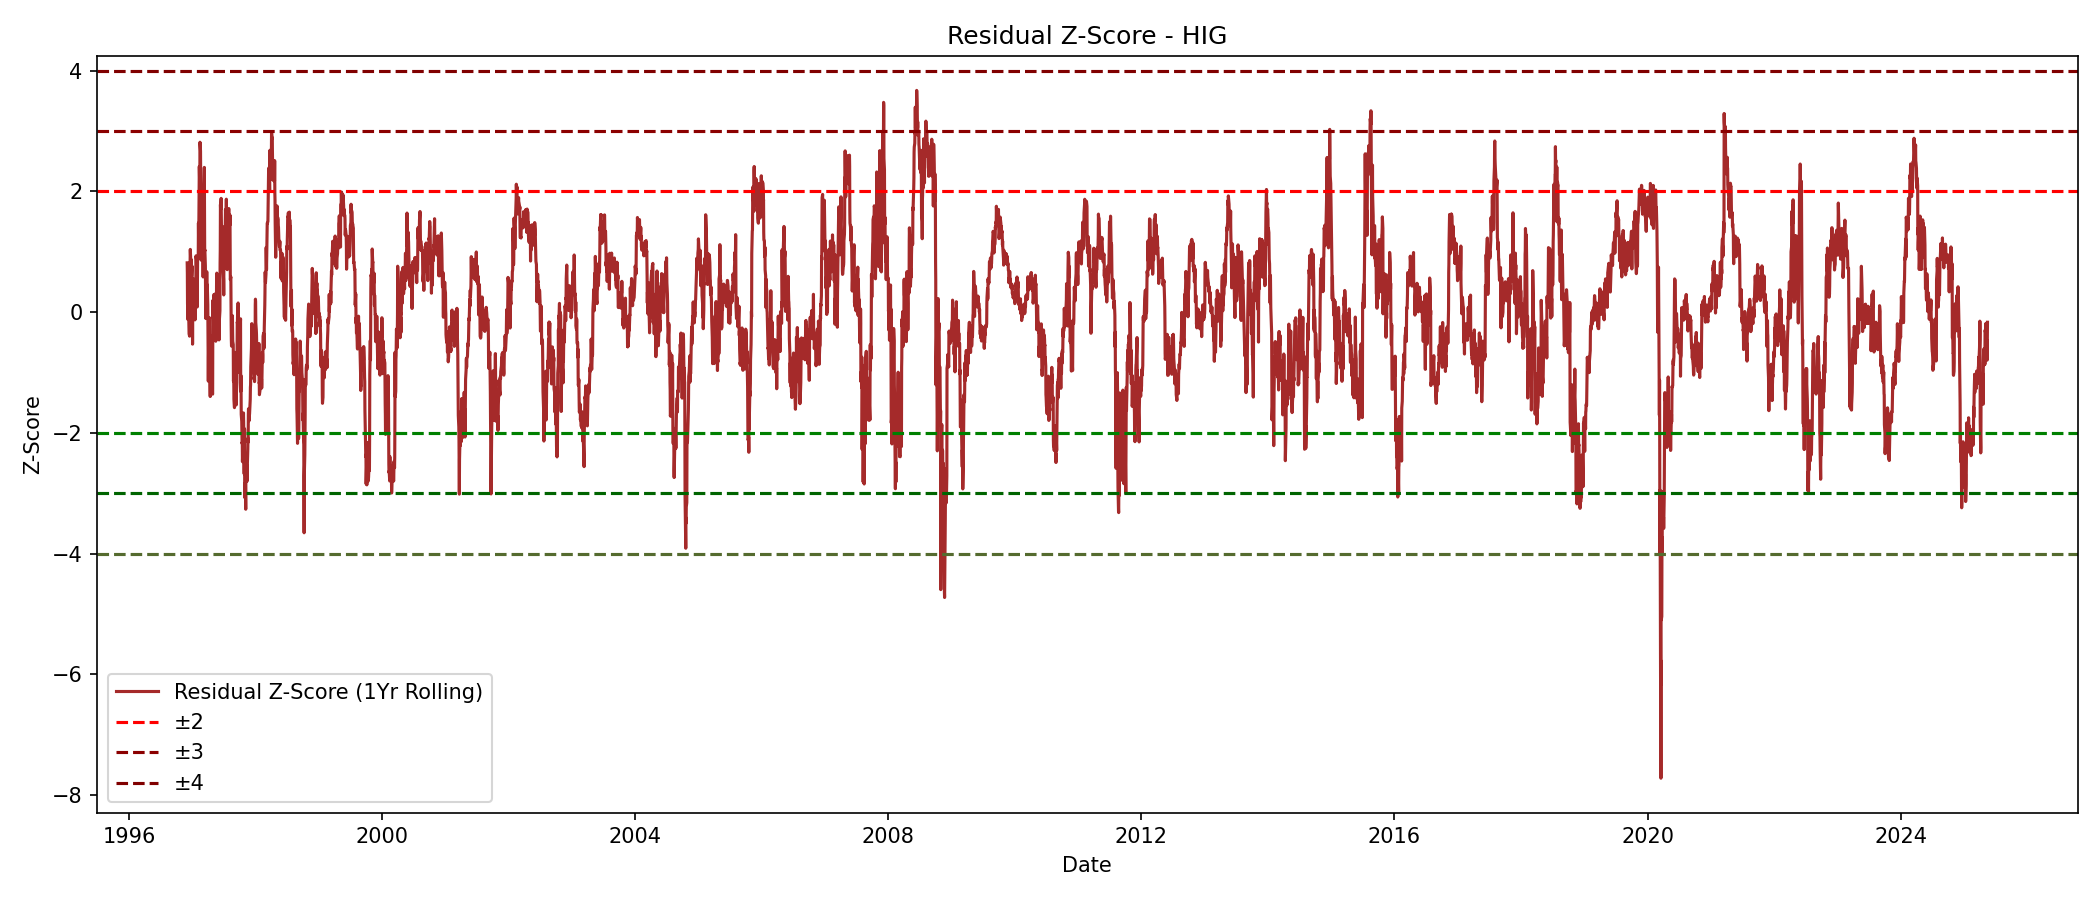 Residual Z-Score - HIG
4
2
0
−2
−4
−6
−8
Z-Score
Residual Z-Score (1Yr Rolling)
±2
±3
±4
1996 2000 2004 2008 2012 2016 2020 2024
Date